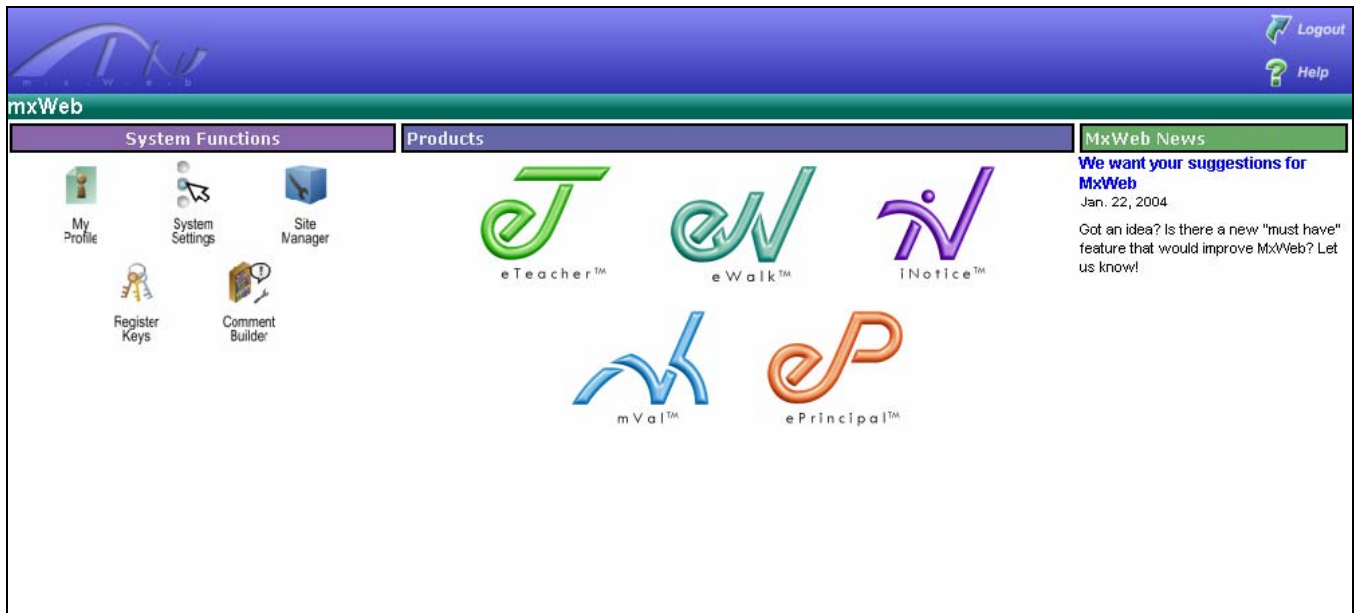 Logout
m . x . W . e . b
Help
mxWeb
System Functions
Products
MxWeb News
My
Profile
System
Settings
Site
Manager
Register
Keys
Comment
Builder
eTeacher™
eWalk™
iNotice™
mVal™
ePrincipal™
We want your suggestions for
MxWeb
Jan. 22, 2004
Got an idea? Is there a new "must have"
feature that would improve MxWeb? Let
us know!